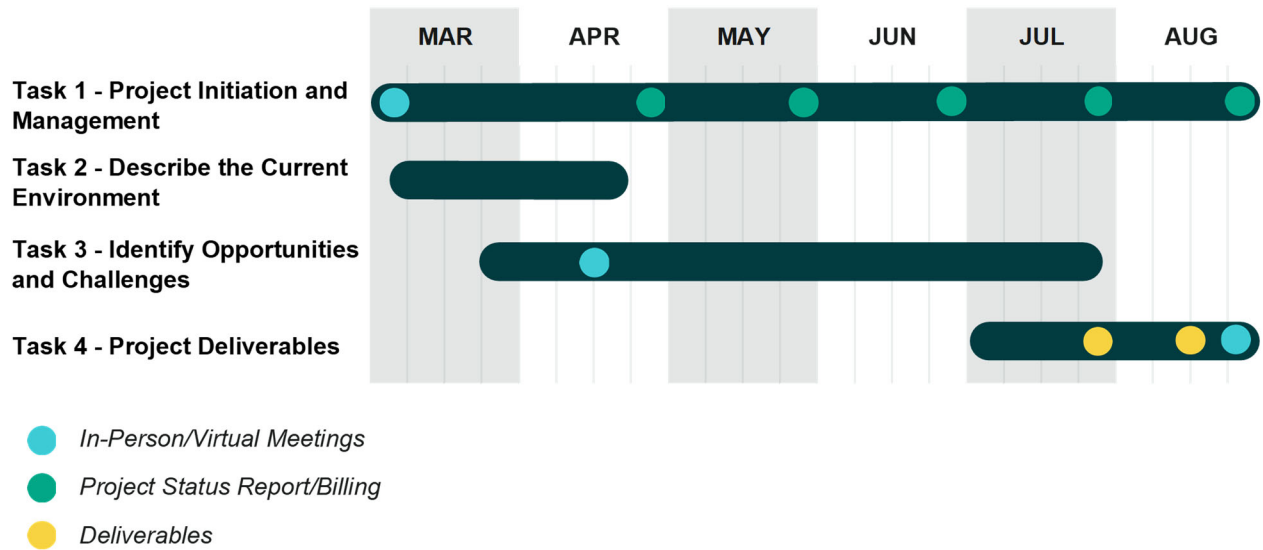 MAR APR MAY JUN JUL AUG
Task 1 - Project Initiation and
Management
Task 2 - Describe the Current
Environment
Task 3 - Identify Opportunities
and Challenges
Task 4 - Project Deliverables
In-Person/Virtual Meetings
Project Status Report/Billing
Deliverables